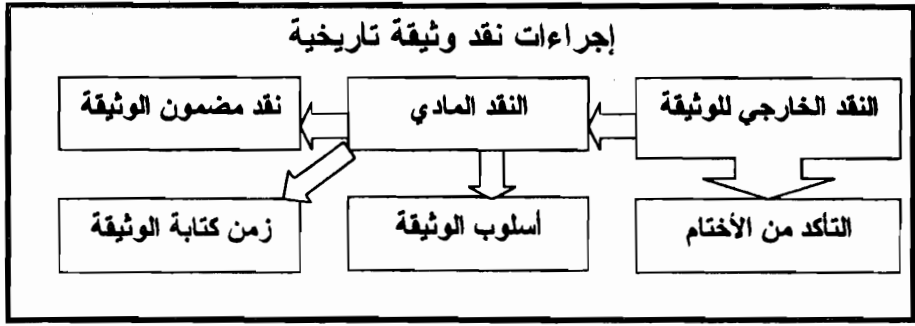 إجراءات نقد وثيقة تاريخية
النقد الخارجي للوثيقة
النقد المادي
نقد مضمون الوثيقة
التأكد من الأختام
أسلوب الوثيقة
زمن كتابة الوثيقة